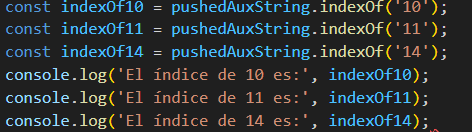 const indexOf10 = pushedAuxString.indexOf('10');
const indexOf11 = pushedAuxString.indexOf('11');
const indexOf14 = pushedAuxString.indexOf('14');
console.log('El índice de 10 es:', indexOf10);
console.log('El índice de 11 es:', indexOf11);
console.log('El índice de 14 es:', indexOf14);